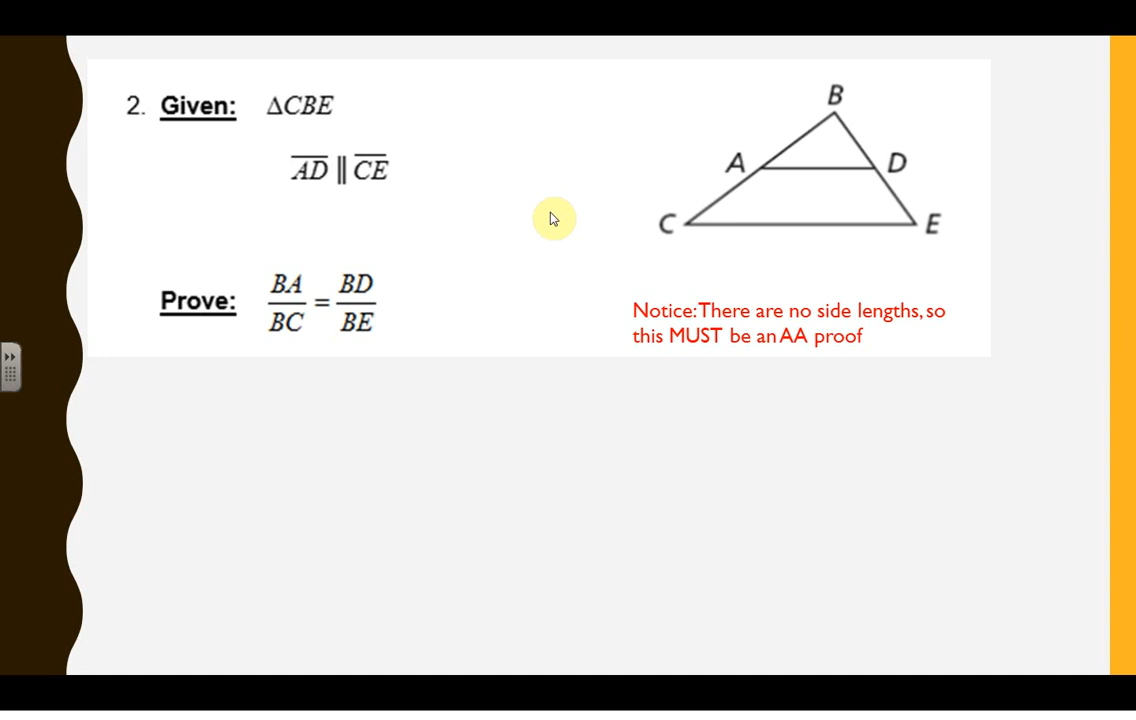 2. Given: ΔCBE
AD ∥ CE
Prove: BA/BC = BD/BE
B
A
D
C
E
Notice: There are no side lengths, so
this MUST be an AA proof